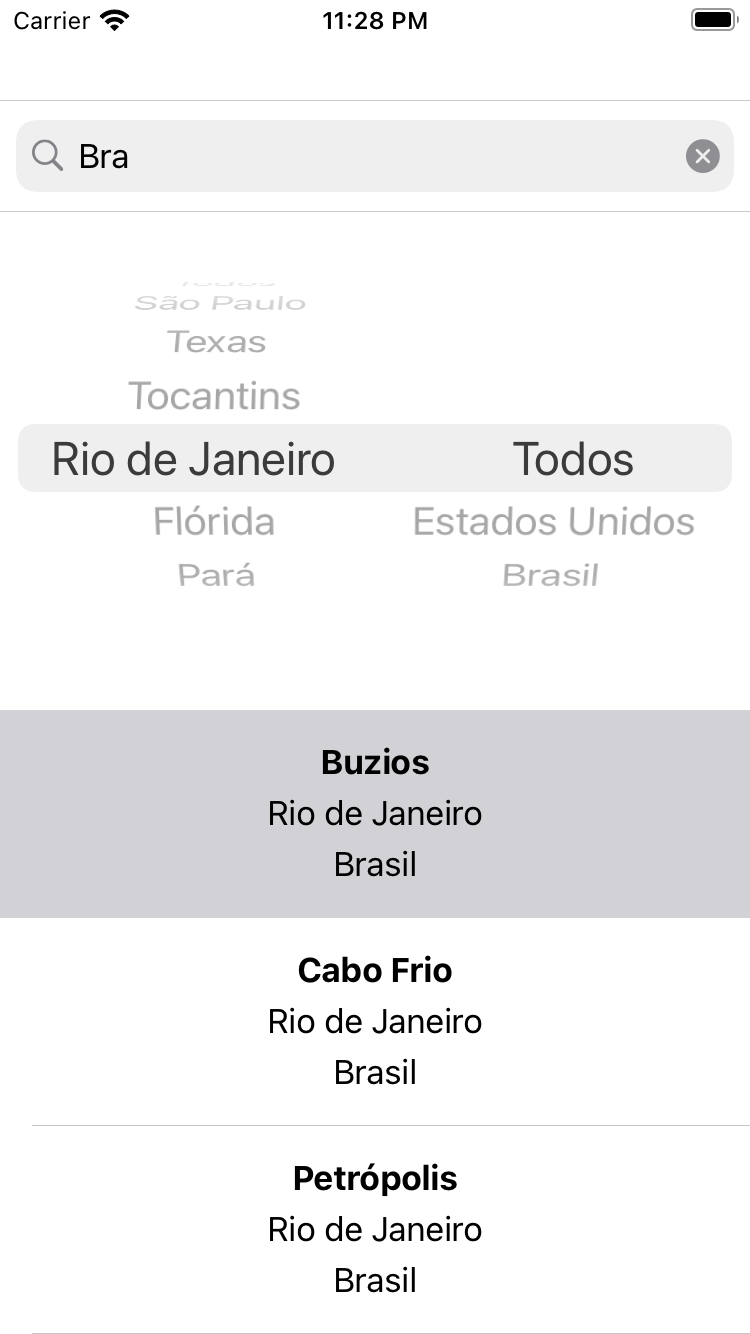 Carrier 11:28 PM
Bra
Todos
São Paulo
Texas
Tocantins
Rio de Janeiro Todos
Flórida Estados Unidos
Pará Brasil
Buzios
Rio de Janeiro
Brasil
Cabo Frio
Rio de Janeiro
Brasil
Petrópolis
Rio de Janeiro
Brasil